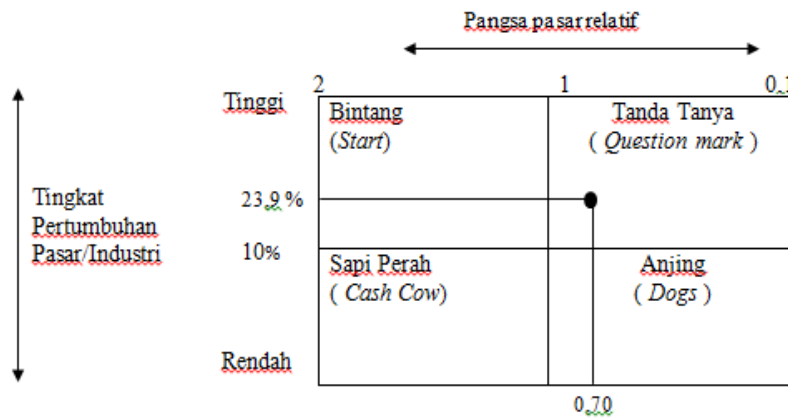 Pangsa pasar relatif
2
1
0,1
Tinggi
Bintang
(Start)
Tanda Tanya
( Question mark )
Tingkat
Pertumbuhan
Pasar/Industri
23,9 %
10%
Sapi Perah
( Cash Cow)
Anjing
( Dogs )
Rendah
0,70